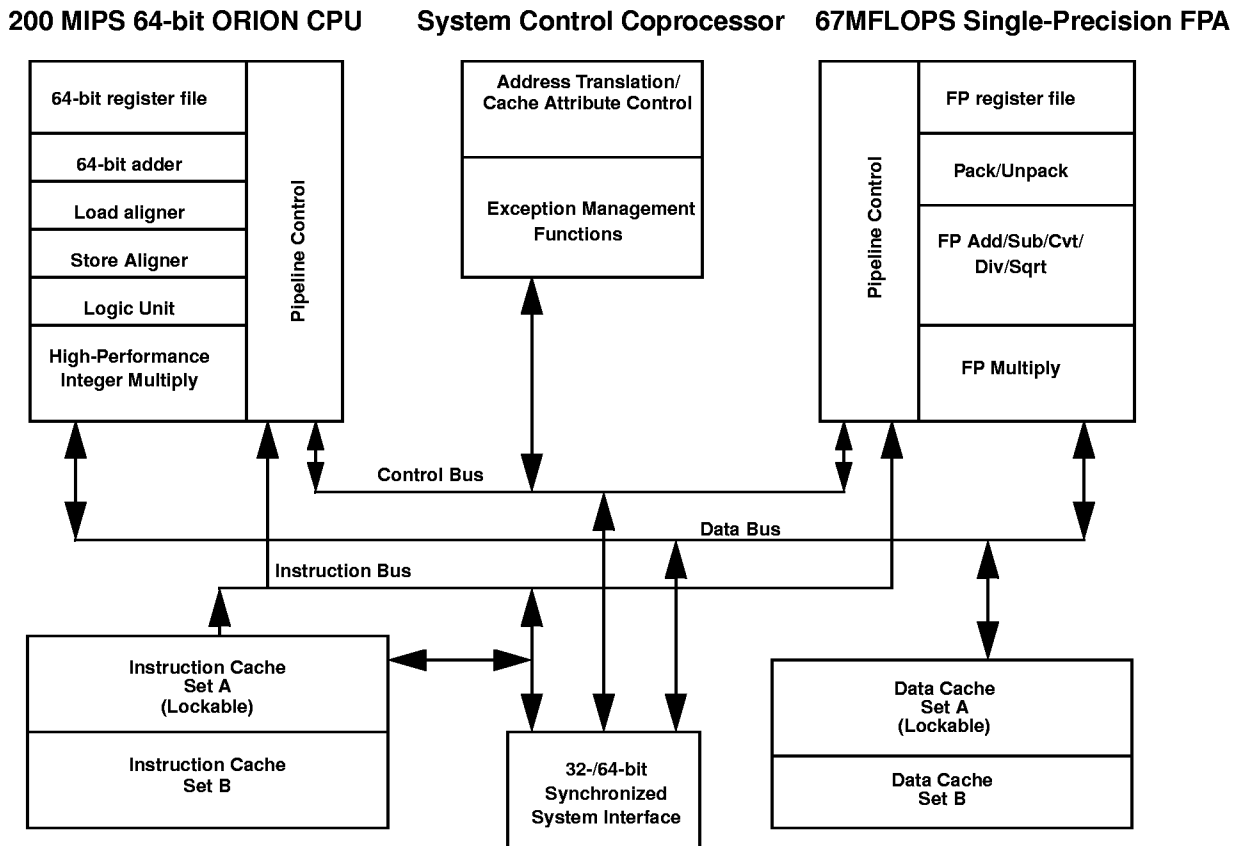 200 MIPS 64-bit ORION CPU
System Control Coprocessor
67MFLOPS Single-Precision FPA
64-bit register file
64-bit adder
Load aligner
Store Aligner
Logic Unit
High-Performance
Integer Multiply
Pipeline Control
Address Translation/
Cache Attribute Control
Exception Management
Functions
Pipeline Control
FP register file
Pack/Unpack
FP Add/Sub/Cvt/
Div/Sqrt
FP Multiply
Control Bus
Data Bus
Instruction Bus
Instruction Cache
Set A
(Lockable)
Instruction Cache
Set B
32-/64-bit
Synchronized
System Interface
Data Cache
Set A
(Lockable)
Data Cache
Set B